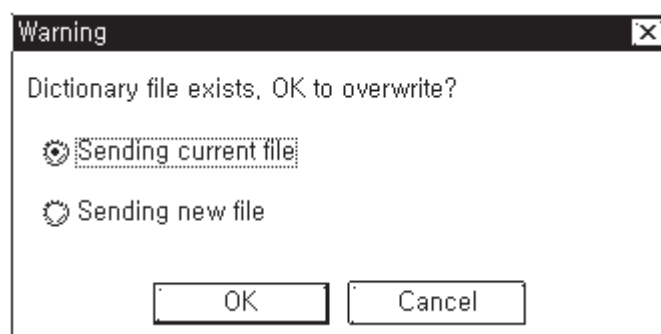 Warning
Dictionary file exists, OK to overwrite?
Sending current file
Sending new file
OK
Cancel